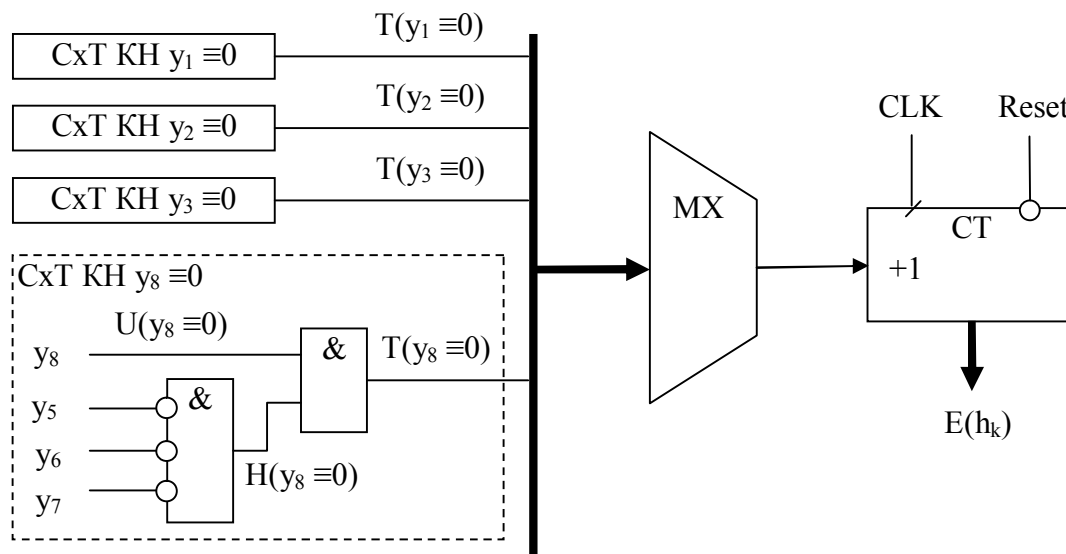 СхТ КН y₁ ≡0
T(y₁ ≡0)
СхТ КН y₂ ≡0
T(y₂ ≡0)
СхТ КН y₃ ≡0
T(y₃ ≡0)
СхТ КН y₈ ≡0
U(y₈ ≡0)
y₈
&
T(y₈ ≡0)
y₅
&
y₆
y₇
H(y₈ ≡0)
MX
CLK
Reset
CT
+1
E(hₖ)